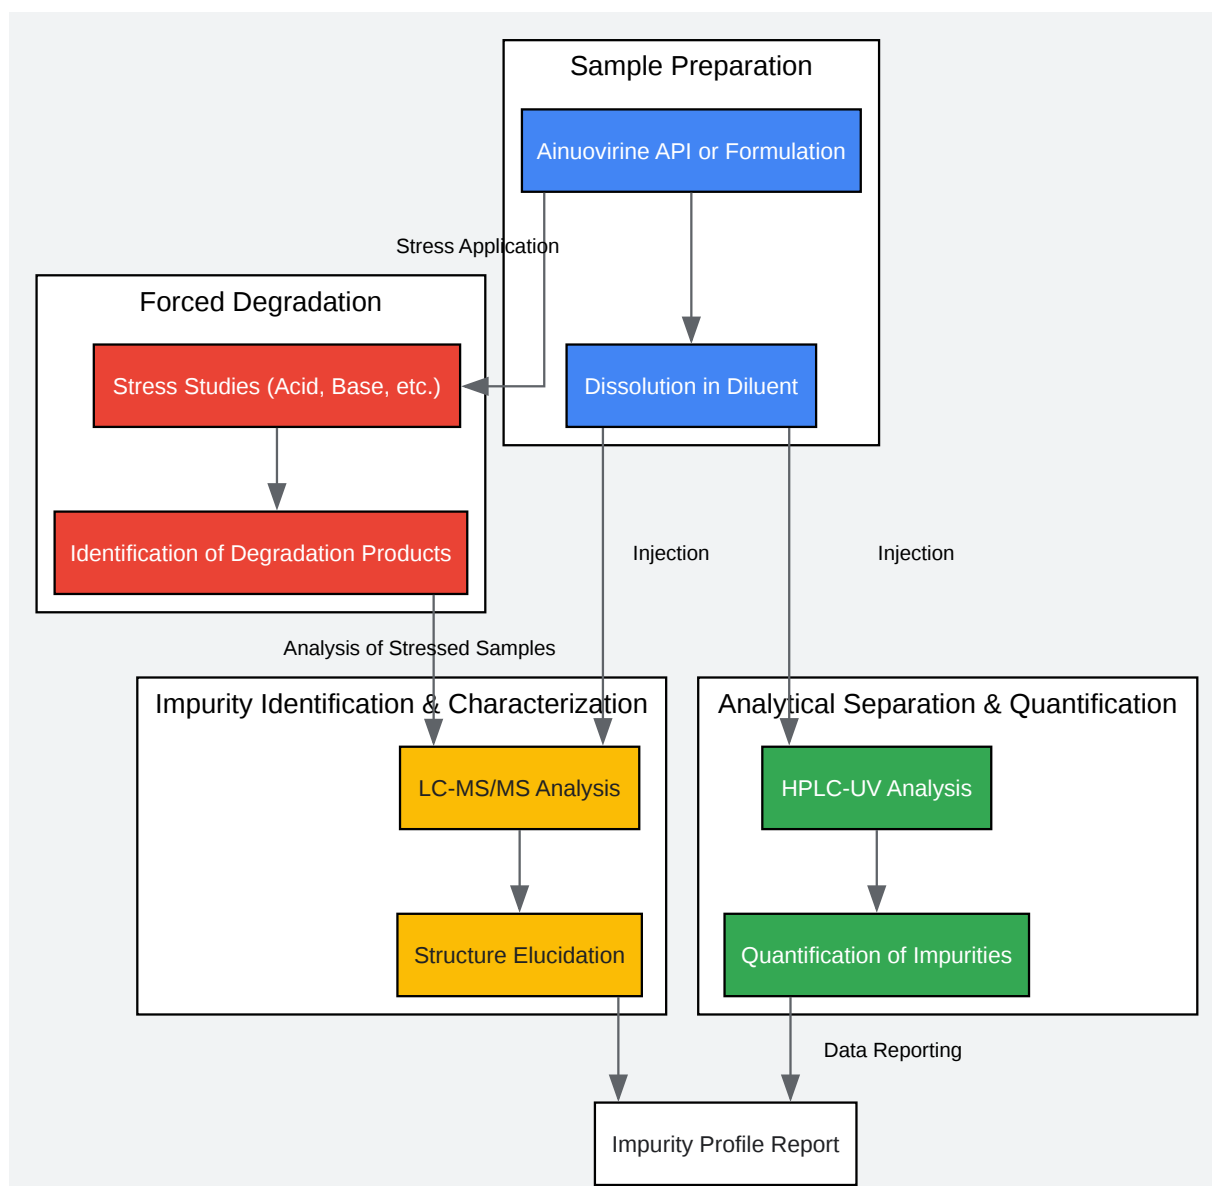 Sample Preparation
Ainuovirine API or Formulation
Stress Application
Forced Degradation
Stress Studies (Acid, Base, etc.)
Dissolution in Diluent
Identification of Degradation Products
Injection
Injection
Analysis of Stressed Samples
Impurity Identification & Characterization
Analytical Separation & Quantification
LC-MS/MS Analysis
HPLC-UV Analysis
Structure Elucidation
Quantification of Impurities
Data Reporting
Impurity Profile Report